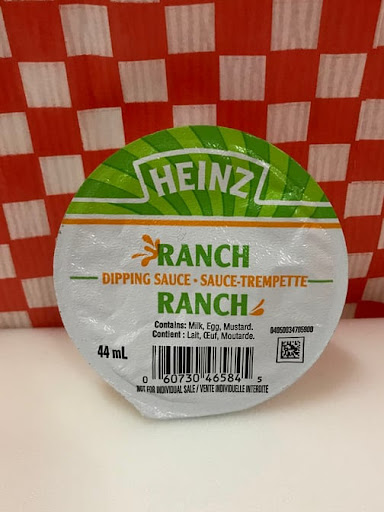 HEINZ
RANCH
DIPPING SAUCE • SAUCE-TREMPETTE
RANCH
Contains: Milk, Egg, Mustard.
Contient : Lait, Œuf, Moutarde.
04050034705900
44 mL
0 60730 46584 5
NOT FOR INDIVIDUAL SALE / VENTE INDIVIDUELLE INTERDITE